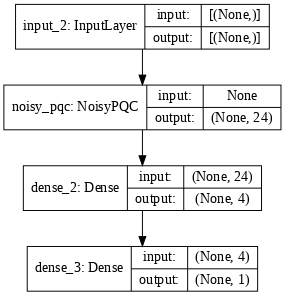 input_2: InputLayer
input:
[(None,)]
output:
[(None,)]
noisy_pqc: NoisyPQC
input:
None
output:
(None, 24)
dense_2: Dense
input:
(None, 24)
output:
(None, 4)
dense_3: Dense
input:
(None, 4)
output:
(None, 1)